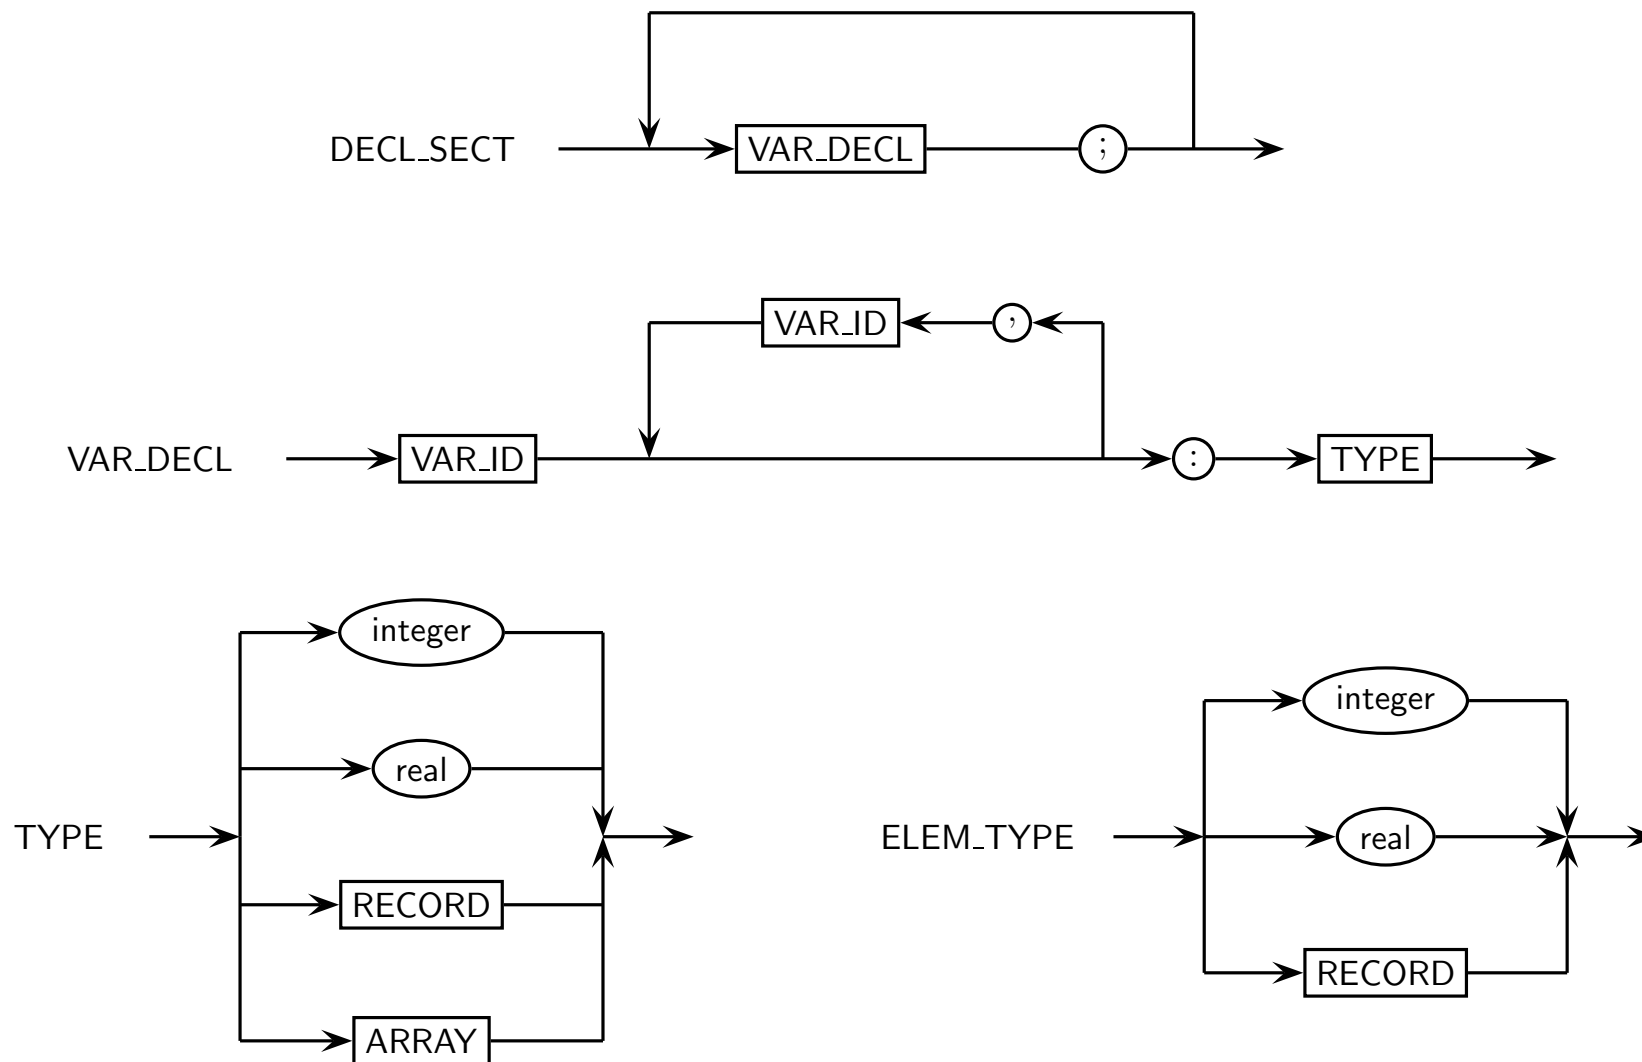 DECL_SECT VAR_DECL ;
VAR_ID ,
VAR_DECL VAR_ID : TYPE
integer
integer
real
TYPE
ELEM_TYPE real
RECORD
RECORD
ARRAY